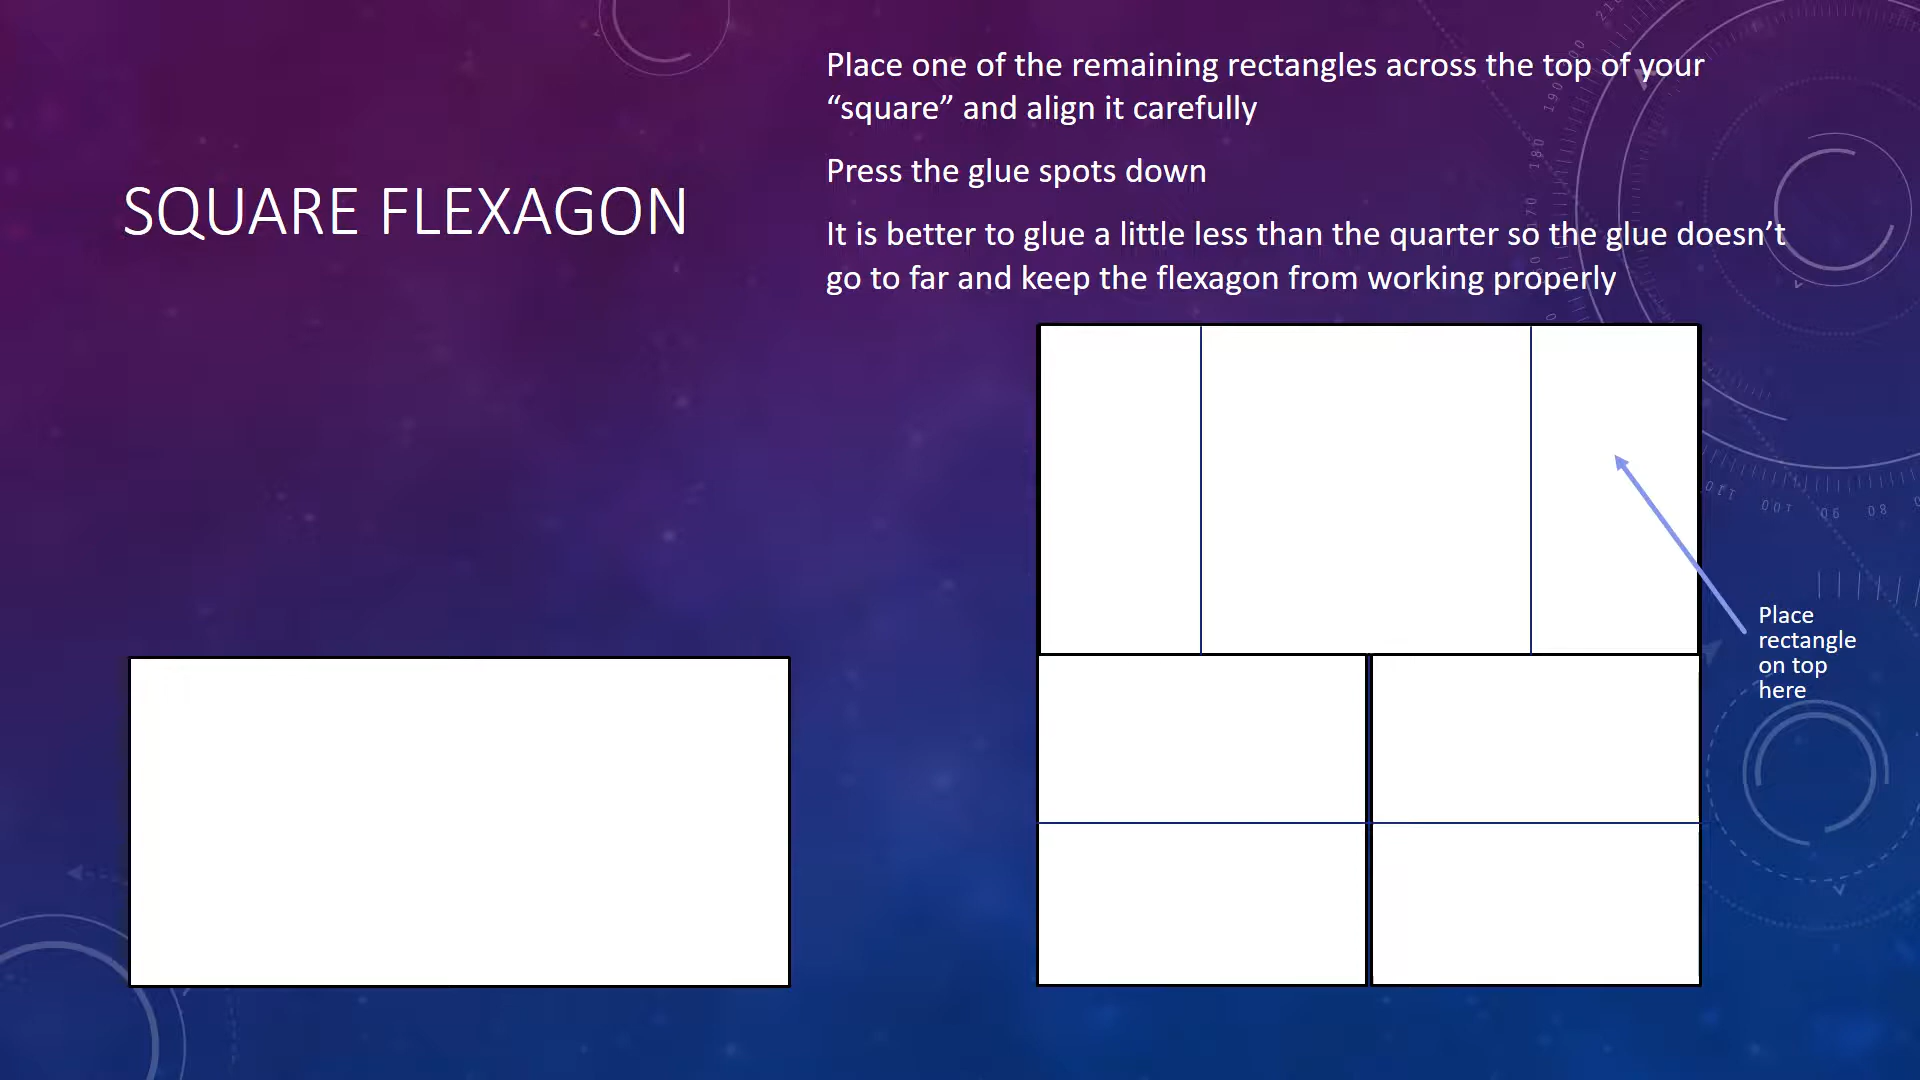 SQUARE FLEXAGON
Place one of the remaining rectangles across the top of your
“square” and align it carefully
Press the glue spots down
It is better to glue a little less than the quarter so the glue doesn’t
go to far and keep the flexagon from working properly
Place
rectangle
on top
here